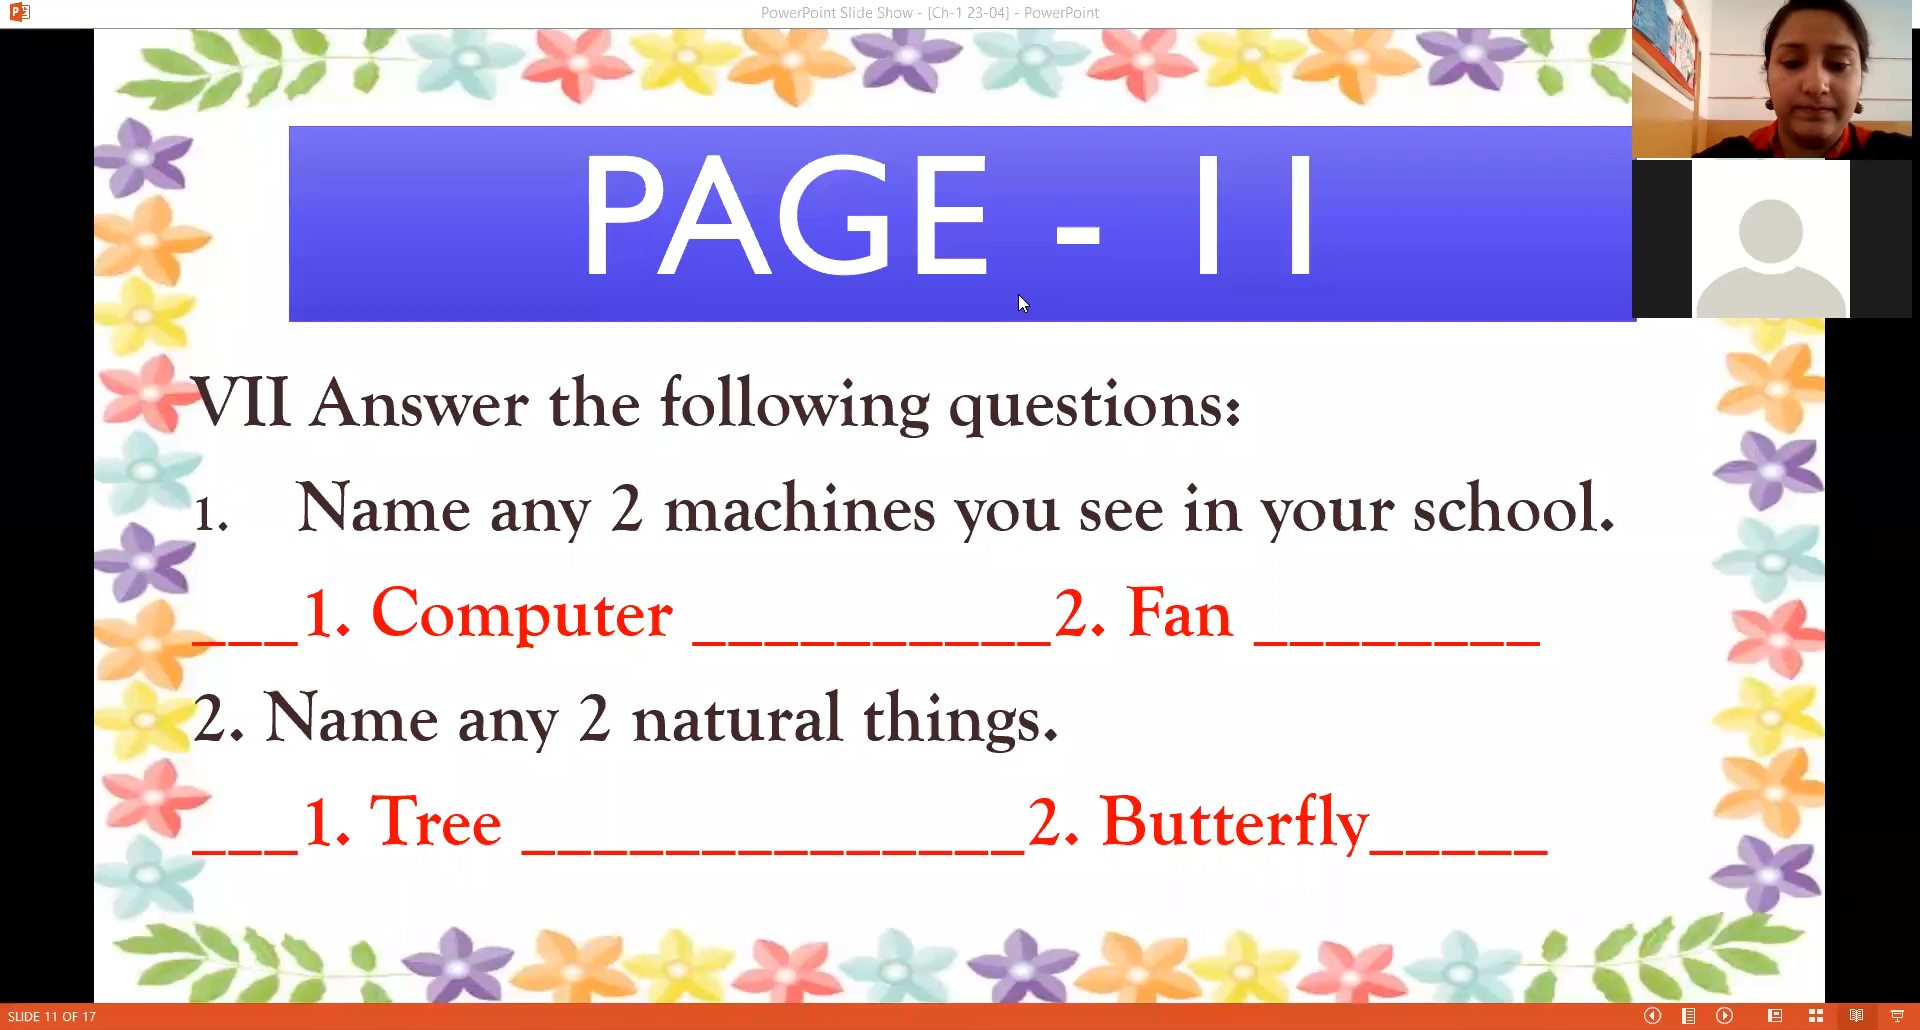 PowerPoint Slide Show - [Ch-1 23-04] - PowerPoint
PAGE - 11
VII Answer the following questions:
1. Name any 2 machines you see in your school.
___1. Computer __________2. Fan ________
2. Name any 2 natural things.
___1. Tree ______________2. Butterfly_____
SLIDE 11 OF 17